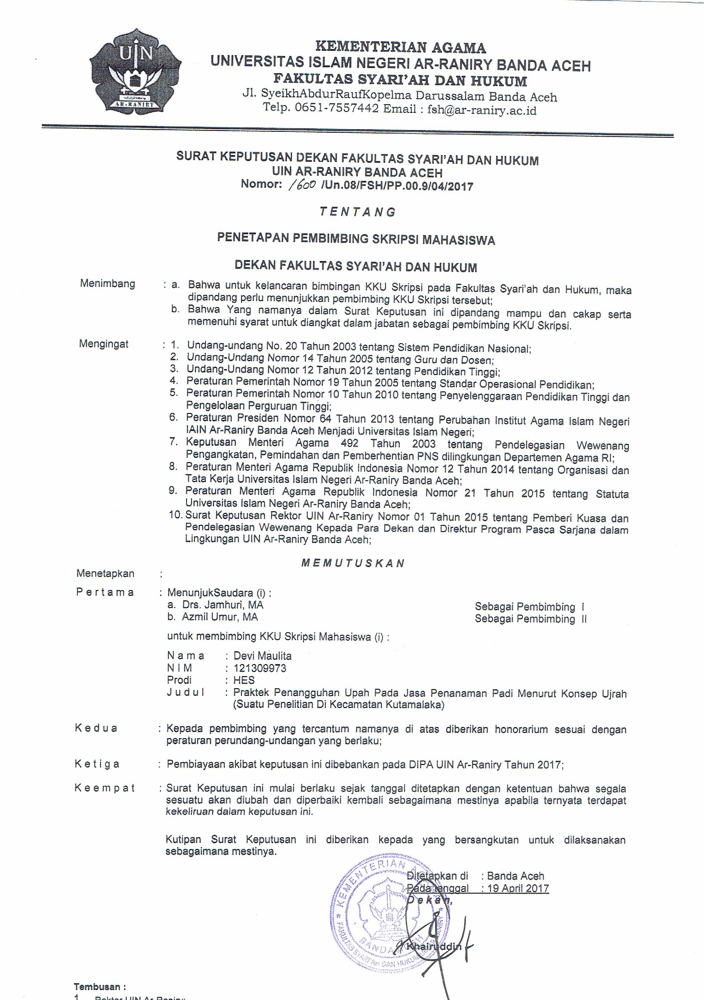 UIN
AR-RANIRY
KEMENTERIAN AGAMA
UNIVERSITAS ISLAM NEGERI AR-RANIRY BANDA ACEH
FAKULTAS SYARI'AH DAN HUKUM
Jl. SyeikhAbdurRaufKopelma Darussalam Banda Aceh
Telp. 0651-7557442 Email : fsh@ar-raniry.ac.id
SURAT KEPUTUSAN DEKAN FAKULTAS SYARI'AH DAN HUKUM
UIN AR-RANIRY BANDA ACEH
Nomor: 1600 /Un.08/FSH/PP.00.9/04/2017
T E N T A N G
PENETAPAN PEMBIMBING SKRIPSI MAHASISWA
DEKAN FAKULTAS SYARI'AH DAN HUKUM
Menimbang : a. Bahwa untuk kelancaran bimbingan KKU Skripsi pada Fakultas Syari'ah dan Hukum, maka
dipandang perlu menunjukkan pembimbing KKU Skripsi tersebut;
b. Bahwa Yang namanya dalam Surat Keputusan ini dipandang mampu dan cakap serta
memenuhi syarat untuk diangkat dalam jabatan sebagai pembimbing KKU Skripsi.
Mengingat : 1. Undang-undang No. 20 Tahun 2003 tentang Sistem Pendidikan Nasional;
2. Undang-Undang Nomor 14 Tahun 2005 tentang Guru dan Dosen;
3. Undang-Undang Nomor 12 Tahun 2012 tentang Pendidikan Tinggi;
4. Peraturan Pemerintah Nomor 19 Tahun 2005 tentang Standar Operasional Pendidikan;
5. Peraturan Pemerintah Nomor 10 Tahun 2010 tentang Penyelenggaraan Pendidikan Tinggi dan
Pengelolaan Perguruan Tinggi;
6. Peraturan Presiden Nomor 64 Tahun 2013 tentang Perubahan Institut Agama Islam Negeri
IAIN Ar-Raniry Banda Aceh Menjadi Universitas Islam Negeri;
7. Keputusan Menteri Agama 492 Tahun 2003 tentang Pendelegasian Wewenang
Pengangkatan, Pemindahan dan Pemberhentian PNS dilingkungan Departemen Agama RI;
8. Peraturan Menteri Agama Republik Indonesia Nomor 12 Tahun 2014 tentang Organisasi dan
Tata Kerja Universitas Islam Negeri Ar-Raniry Banda Aceh;
9. Peraturan Menteri Agama Republik Indonesia Nomor 21 Tahun 2015 tentang Statuta
Universitas Islam Negeri Ar-Raniry Banda Aceh;
10. Surat Keputusan Rektor UIN Ar-Raniry Nomor 01 Tahun 2015 tentang Pemberi Kuasa dan
Pendelegasian Wewenang Kepada Para Dekan dan Direktur Program Pasca Sarjana dalam
Lingkungan UIN Ar-Raniry Banda Aceh;
M E M U T U S K A N
Menetapkan :
P e r t a m a : MenunjukSaudara (i) :
a. Drs. Jamhuri, MA Sebagai Pembimbing I
b. Azmil Umur, MA Sebagai Pembimbing II
untuk membimbing KKU Skripsi Mahasiswa (i) :
N a m a : Devi Maulita
N I M : 121309973
Prodi : HES
J u d u l : Praktek Penangguhan Upah Pada Jasa Penanaman Padi Menurut Konsep Ujrah
(Suatu Penelitian Di Kecamatan Kutamalaka)
K e d u a : Kepada pembimbing yang tercantum namanya di atas diberikan honorarium sesuai dengan
peraturan perundang-undangan yang berlaku;
K e t i g a : Pembiayaan akibat keputusan ini dibebankan pada DIPA UIN Ar-Raniry Tahun 2017;
K e e m p a t : Surat Keputusan ini mulai berlaku sejak tanggal ditetapkan dengan ketentuan bahwa segala
sesuatu akan diubah dan diperbaiki kembali sebagaimana mestinya apabila ternyata terdapat
kekeliruan dalam keputusan ini.
Kutipan Surat Keputusan ini diberikan kepada yang bersangkutan untuk dilaksanakan
sebagaimana mestinya.
Ditetapkan di : Banda Aceh
Pada tanggal : 19 April 2017
D e k a n,
KEMENTERIAN
BANDA ACEH
FAKULTAS SYARI'AH DAN HUKUM
Khairuddin
Tembusan :
1. Rektor UIN Ar-Raniry;